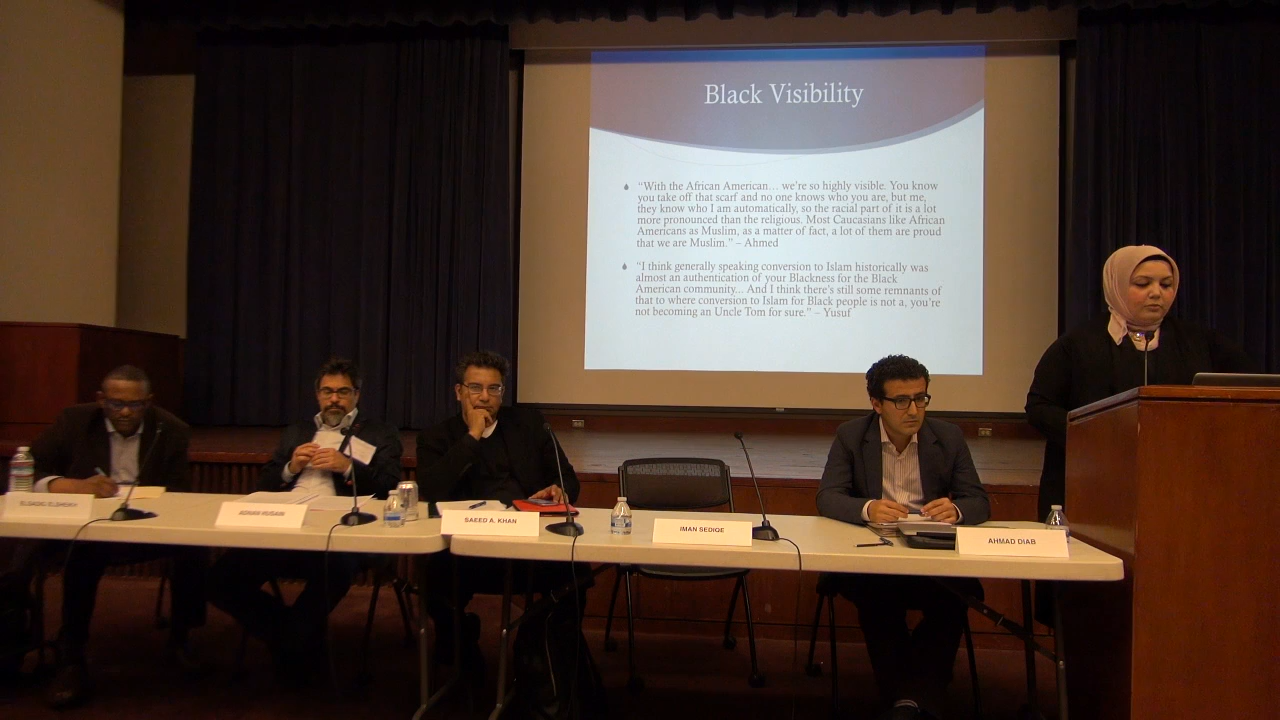 Black Visibility
“With the African American… we're so highly visible. You know
you take off that scarf and no one knows who you are, but me,
they know who I am automatically, so the racial part of it is a lot
more pronounced than the religious. Most Caucasians like African
Americans as Muslim, as a matter of fact, a lot of them are proud
that we are Muslim.” – Ahmed
“I think generally speaking conversion to Islam historically was
almost an authentication of your Blackness for the Black
American community... And I think there's still some remnants of
that to where conversion to Islam for Black people is not a, you're
not becoming an Uncle Tom for sure.” – Yusuf
ADNAN HUSAIN
SAEED A. KHAN
IMAN SEDIQE
AHMAD DIAB